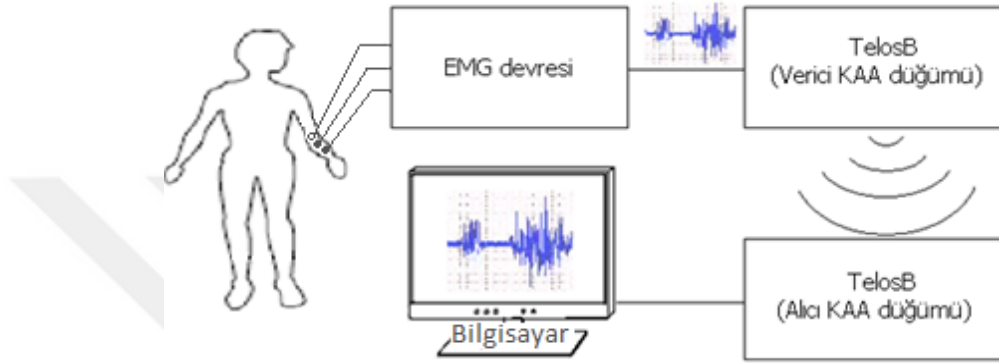 EMG devresi
TelosB
(Verici KAA düğümü)
TelosB
(Alıcı KAA düğümü)
Bilgisayar